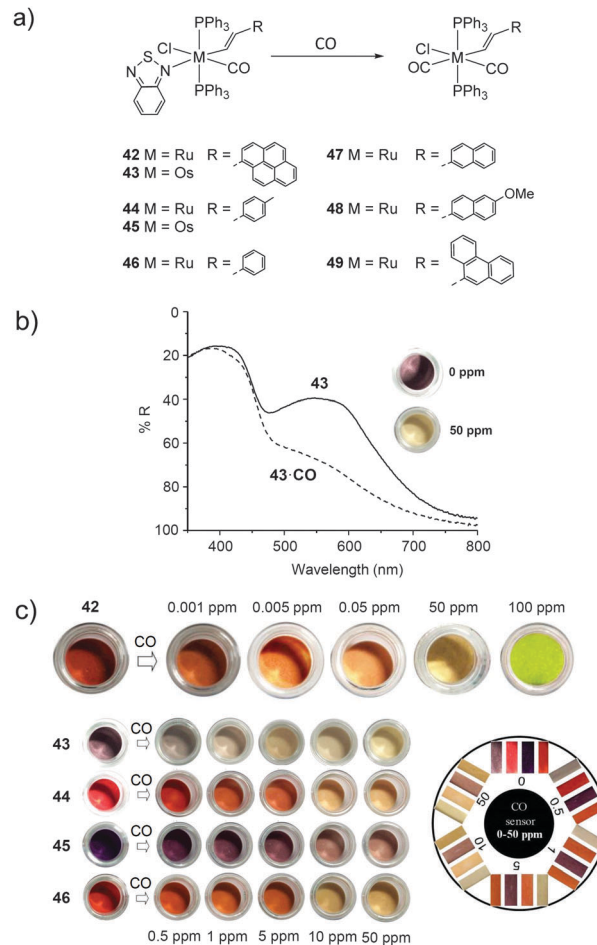 a)
PPh3
Cl
R
M
N
S
N
CO
PPh3
CO
PPh3
Cl
R
M
OC
CO
PPh3
42 M = Ru R =
43 M = Os
44 M = Ru R =
45 M = Os
46 M = Ru R =
47 M = Ru R =
48 M = Ru R =
OMe
49 M = Ru R =
b)
0
20
40
60
80
100
% R
43
43·CO
0 ppm
50 ppm
400
500
600
700
800
Wavelength (nm)
c)
42
CO
0.001 ppm
0.005 ppm
0.05 ppm
50 ppm
100 ppm
43
CO
44
CO
45
CO
46
CO
0.5 ppm
1 ppm
5 ppm
10 ppm
50 ppm
0
0.5
1
5
10
50
CO
sensor
0-50 ppm